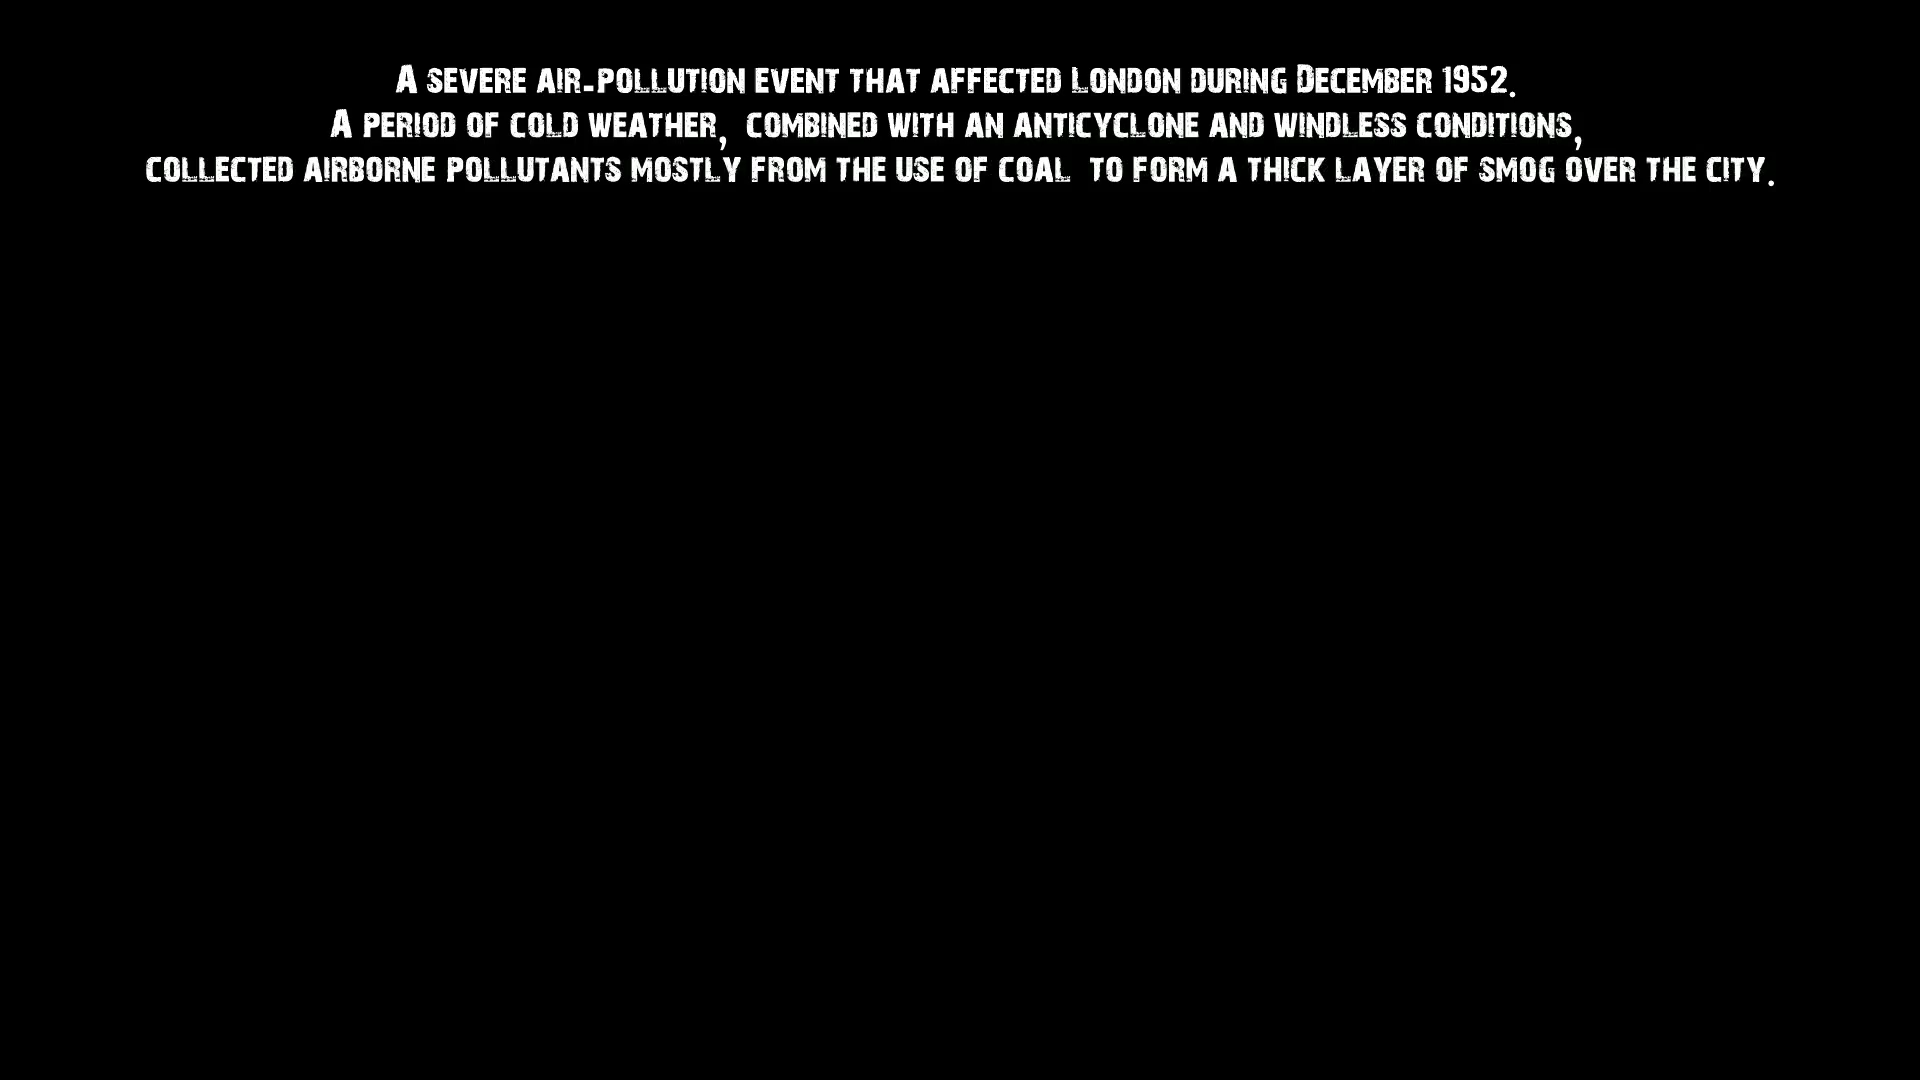 A severe air-pollution event that affected London during December 1952.
A period of cold weather, combined with an anticyclone and windless conditions,
collected airborne pollutants mostly from the use of coal to form a thick layer of smog over the city.